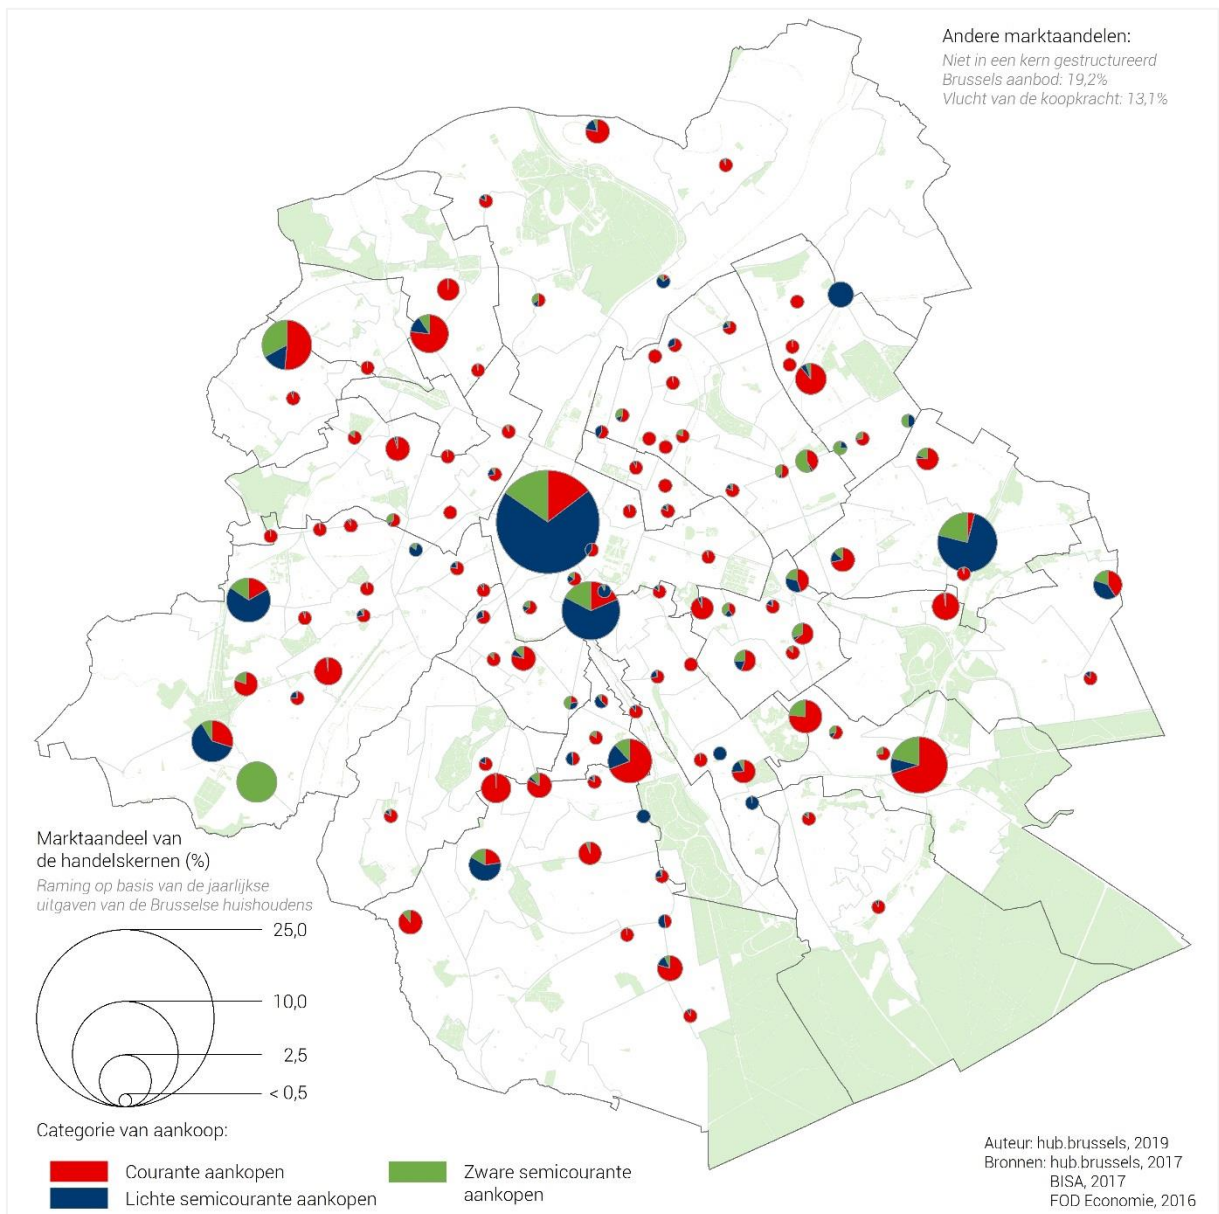 Andere marktaandelen:
Niet in een kern gestructureerd
Brussels aanbod: 19,2%
Vlucht van de koopkracht: 13,1%
Marktaandeel van
de handelskernen (%)
Raming op basis van de jaarlijkse
uitgaven van de Brusselse huishoudens
25,0
10,0
2,5
< 0,5
Categorie van aankoop:
Courante aankopen
Lichte semicourante aankopen
Zware semicourante
aankopen
Auteur: hub.brussels, 2019
Bronnen: hub.brussels, 2017
BISA, 2017
FOD Economie, 2016